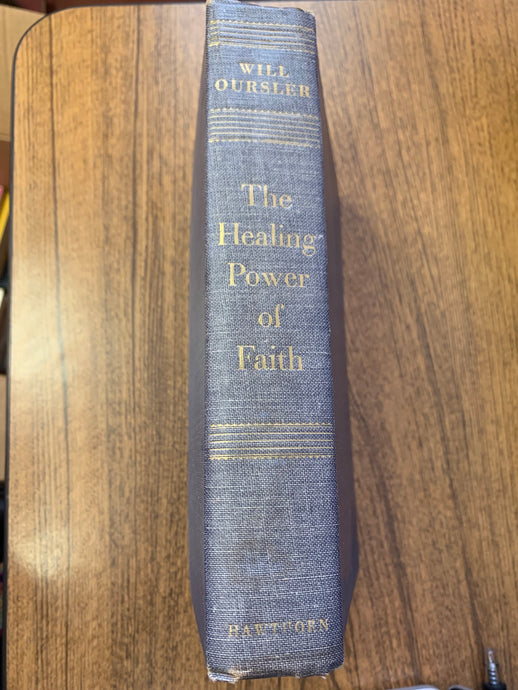 WILL
OURSLER
The
Healing
Power
of
Faith
HAWTHORN